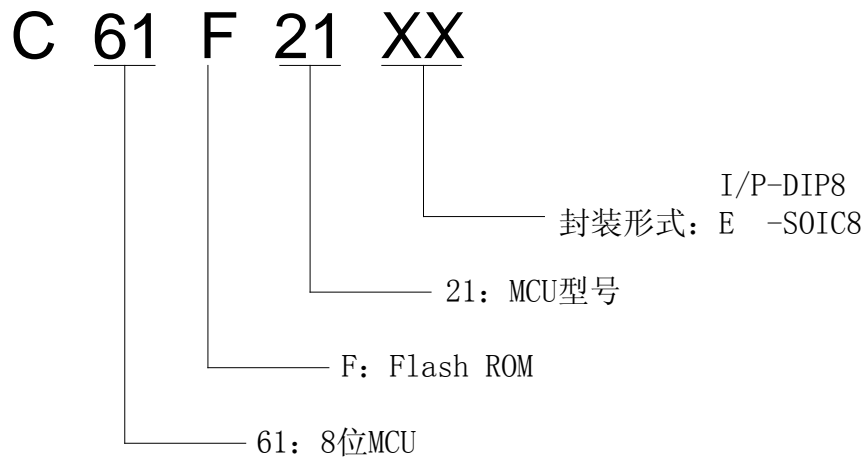 C 61 F 21 XX
I/P-DIP8
封装形式：E -SOIC8
21：MCU型号
F：Flash ROM
61：8位MCU